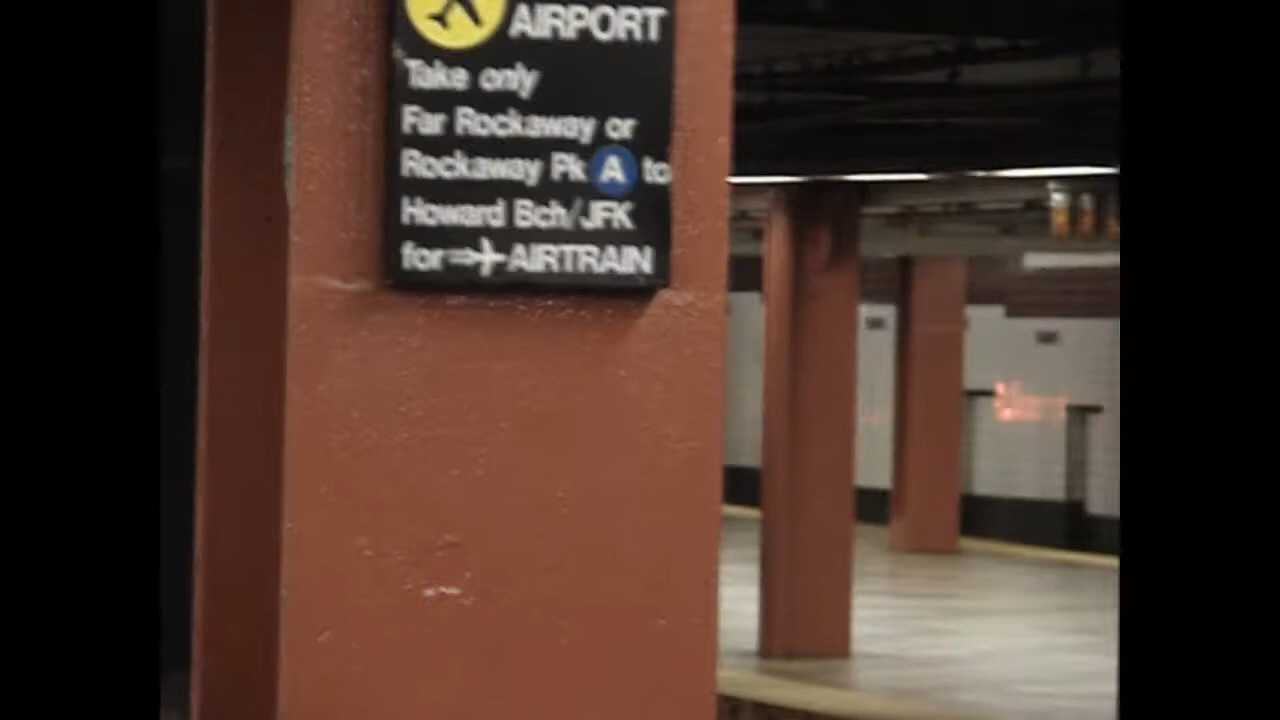 AIRPORT
Take only
Far Rockaway or
Rockaway Pk A to
Howard Bch/JFK
for AIRTRAIN